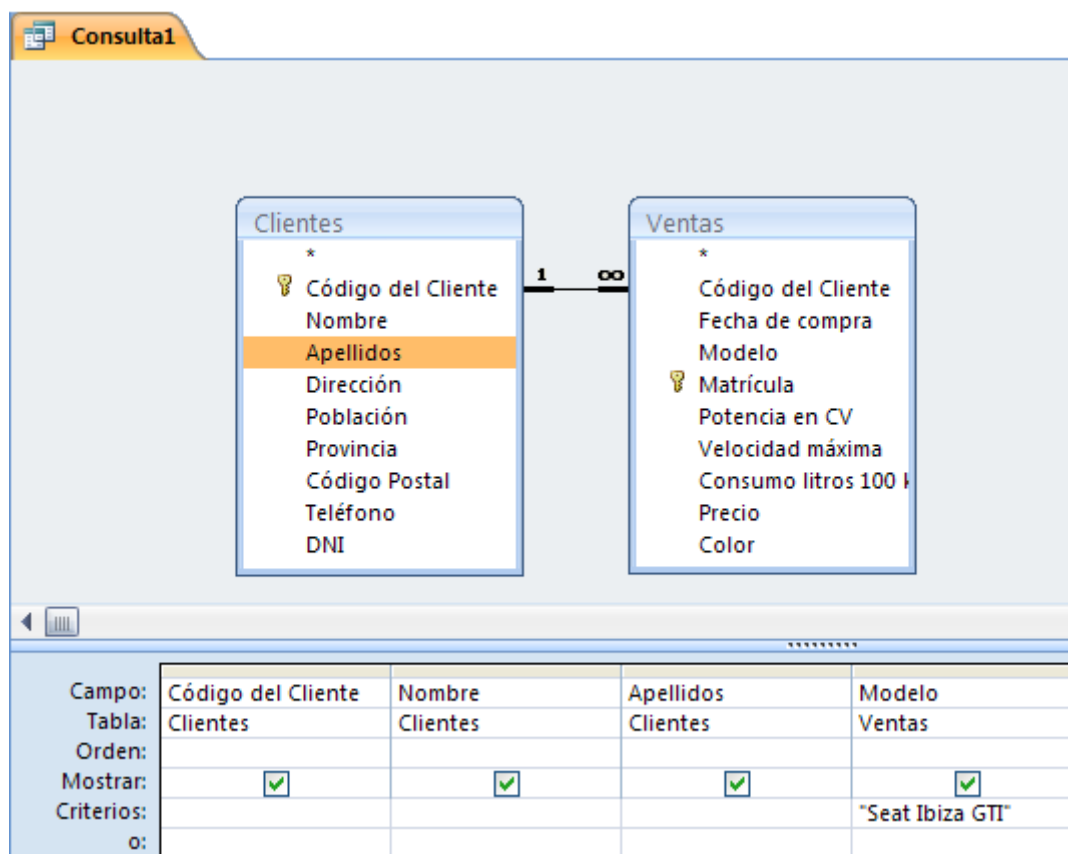 Consulta1
Clientes
*
Código del Cliente
Nombre
Apellidos
Dirección
Población
Provincia
Código Postal
Teléfono
DNI
1 ∞
Ventas
*
Código del Cliente
Fecha de compra
Modelo
Matrícula
Potencia en CV
Velocidad máxima
Consumo litros 100 k
Precio
Color
Campo: Código del Cliente Nombre Apellidos Modelo
Tabla: Clientes Clientes Clientes Ventas
Orden:
Mostrar:
Criterios: "Seat Ibiza GTI"
o: